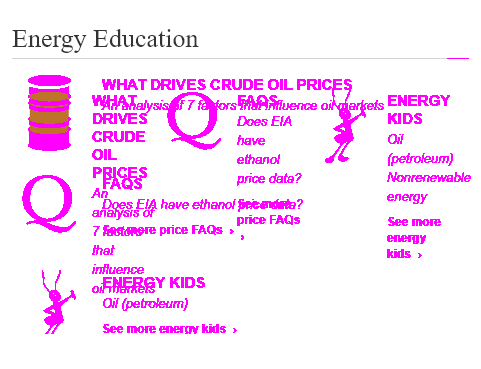 Energy Education
WHAT DRIVES CRUDE OIL PRICES
An analysis of 7 factors that influence oil markets
WHAT
DRIVES
CRUDE
OIL
PRICES
An
analysis of
7 factors
that
influence
oil markets
Q
FAQS
Does EIA
have
ethanol
price data?
See more
price FAQs
›
ENERGY
KIDS
Oil
(petroleum)
Nonrenewable
energy
See more
energy
kids ›
Q
FAQS
Does EIA have ethanol price data?
See more price FAQs ›
ENERGY KIDS
Oil (petroleum)
See more energy kids ›